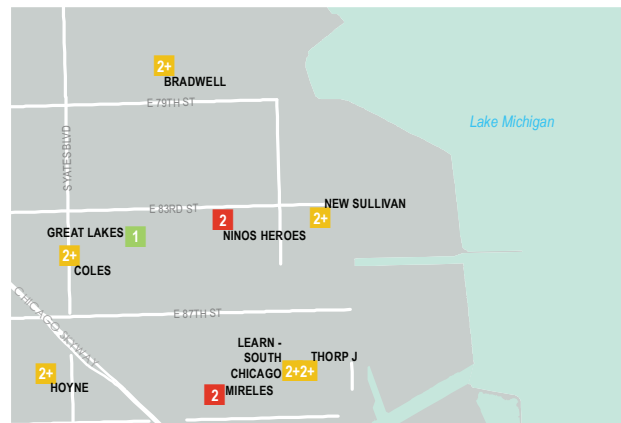 2+
BRADWELL
E 79TH ST
Lake Michigan
S YATES BLVD
E 83RD ST
NEW SULLIVAN
2+
2
NINOS HEROES
GREAT LAKES
1
2+
COLES
CHICAGO SKYWAY
E 87TH ST
LEARN -
SOUTH
CHICAGO
2+
2+
THORP J
2+
HOYNE
2
MIRELES